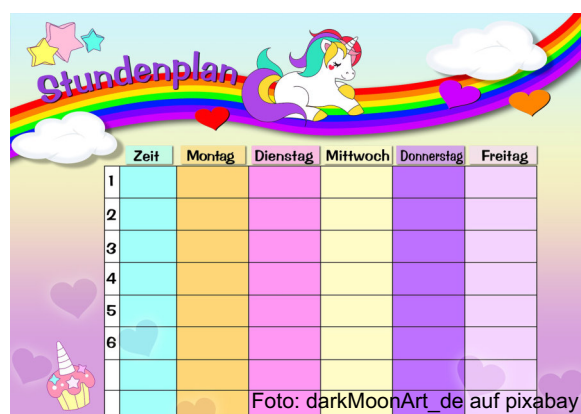 Stundenplan
Zeit Montag Dienstag Mittwoch Donnerstag Freitag
1
2
3
4
5
6
Foto: darkMoonArt_de auf pixabay